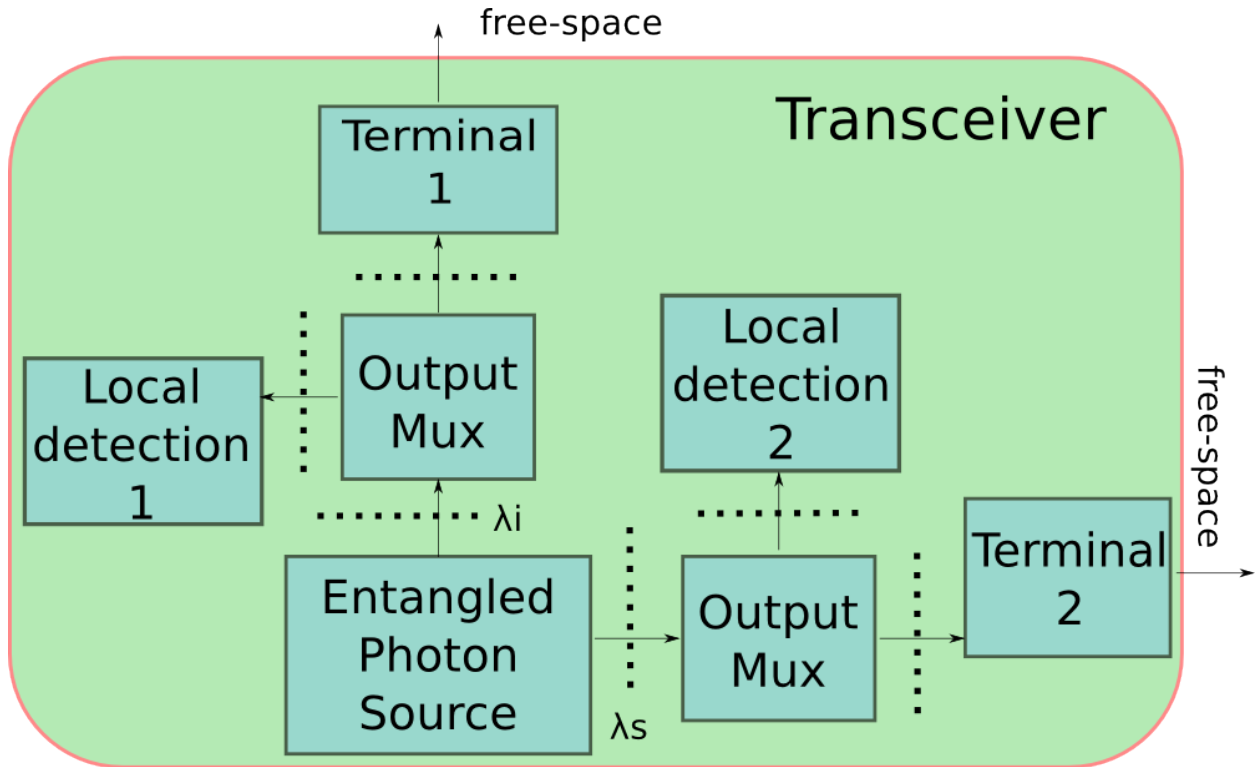 free-space
Transceiver
Terminal
1
Output
Mux
Local
detection
1
Local
detection
2
free-space
λi
Entangled
Photon
Source
λs
Output
Mux
Terminal
2